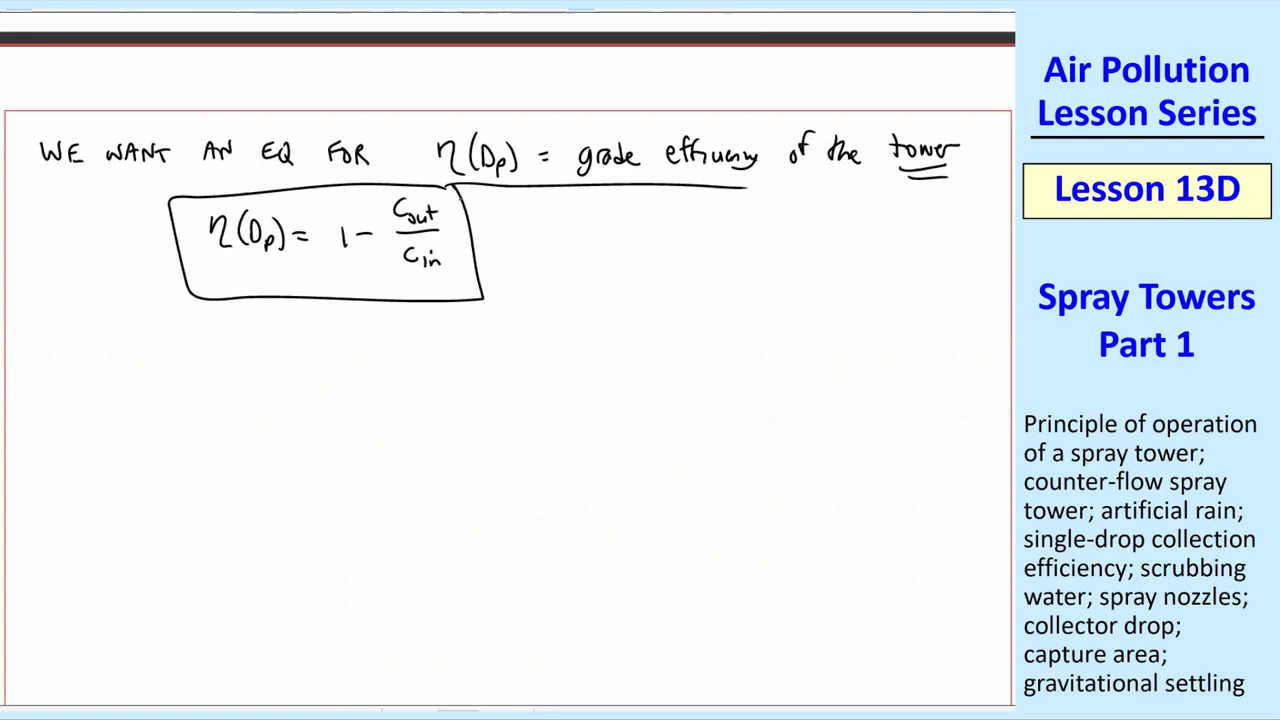 WE WANT AN EQ FOR η(Dp) = grade efficiency of the tower
η(Dp) = 1 - Cout/Cin
Air Pollution
Lesson Series
Lesson 13D
Spray Towers
Part 1
Principle of operation
of a spray tower;
counter-flow spray
tower; artificial rain;
single-drop collection
efficiency; scrubbing
water; spray nozzles;
collector drop;
capture area;
gravitational settling